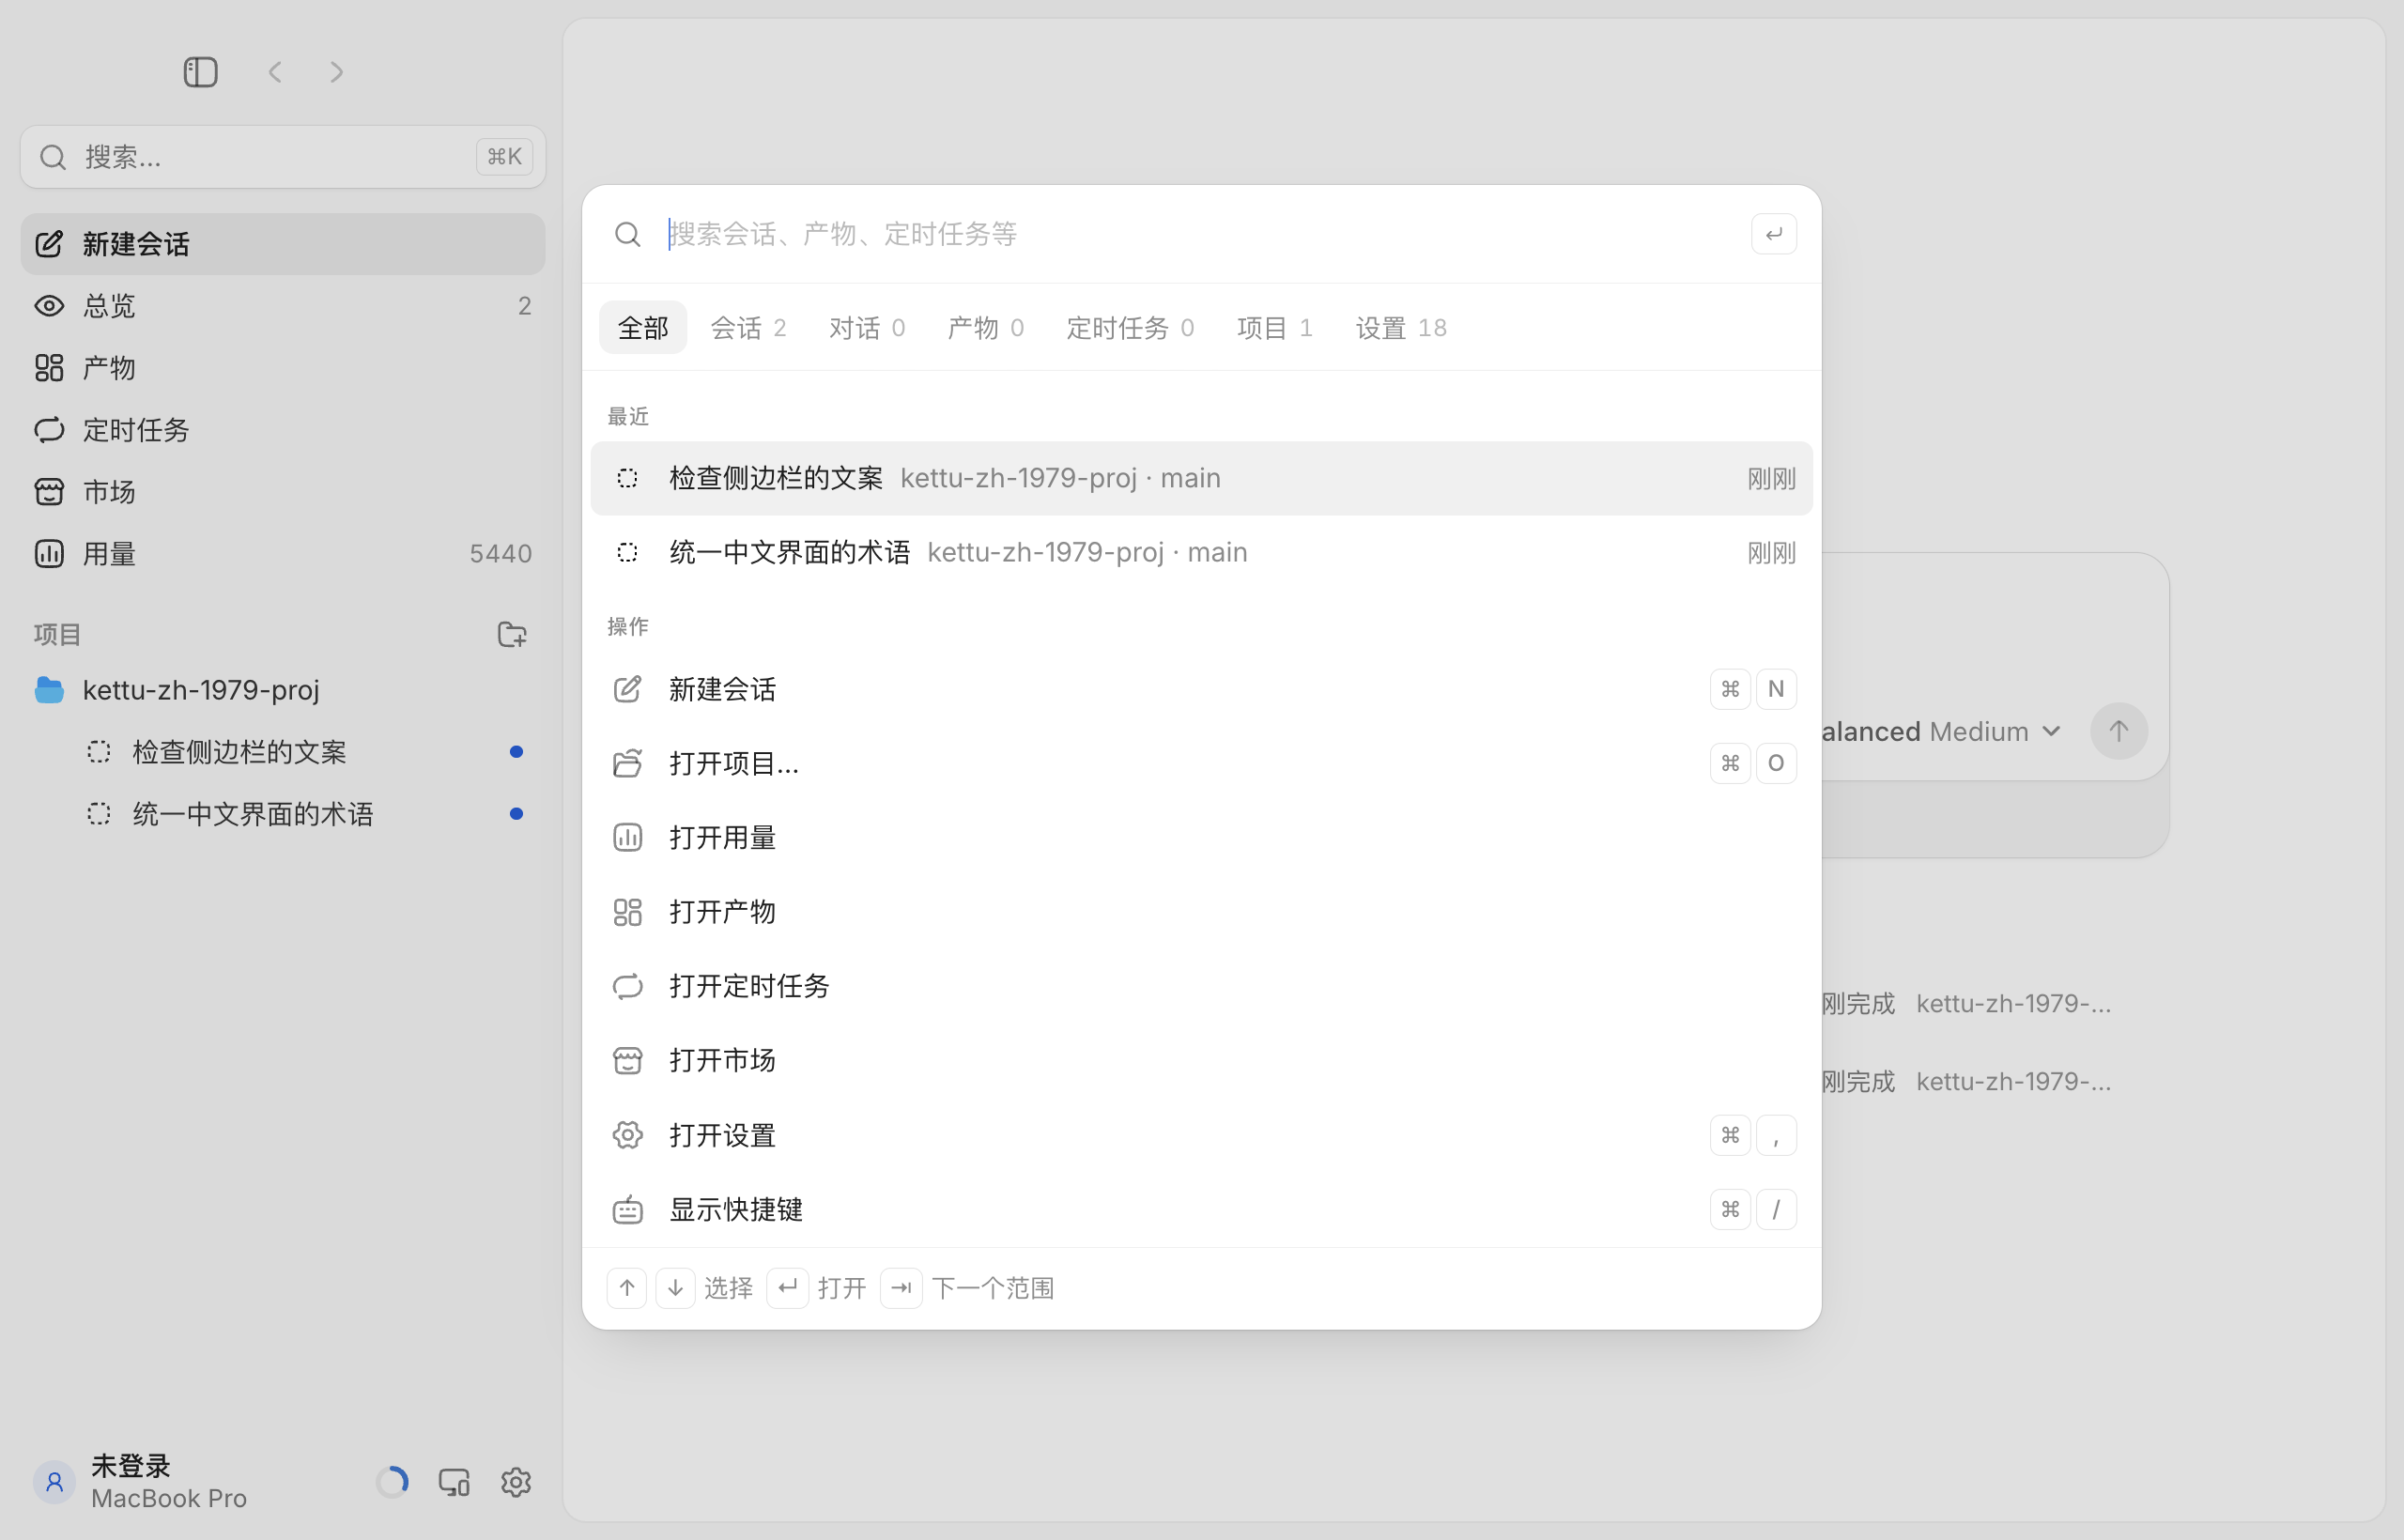 搜索... ⌘K
新建会话
总览 2
产物
定时任务
市场
用量 5440
项目
kettu-zh-1979-proj
检查侧边栏的文案
统一中文界面的术语
未登录
MacBook Pro
搜索会话、产物、定时任务等
全部 会话 2 对话 0 产物 0 定时任务 0 项目 1 设置 18
最近
检查侧边栏的文案 kettu-zh-1979-proj · main 刚刚
统一中文界面的术语 kettu-zh-1979-proj · main 刚刚
操作
新建会话 ⌘ N
打开项目... ⌘ O
打开用量
打开产物
打开定时任务
打开市场
打开设置 ⌘ ,
显示快捷键 ⌘ /
↑ ↓ 选择 ↵ 打开 ⇥ 下一个范围
alanced Medium
刚完成 kettu-zh-1979-...
刚完成 kettu-zh-1979-...